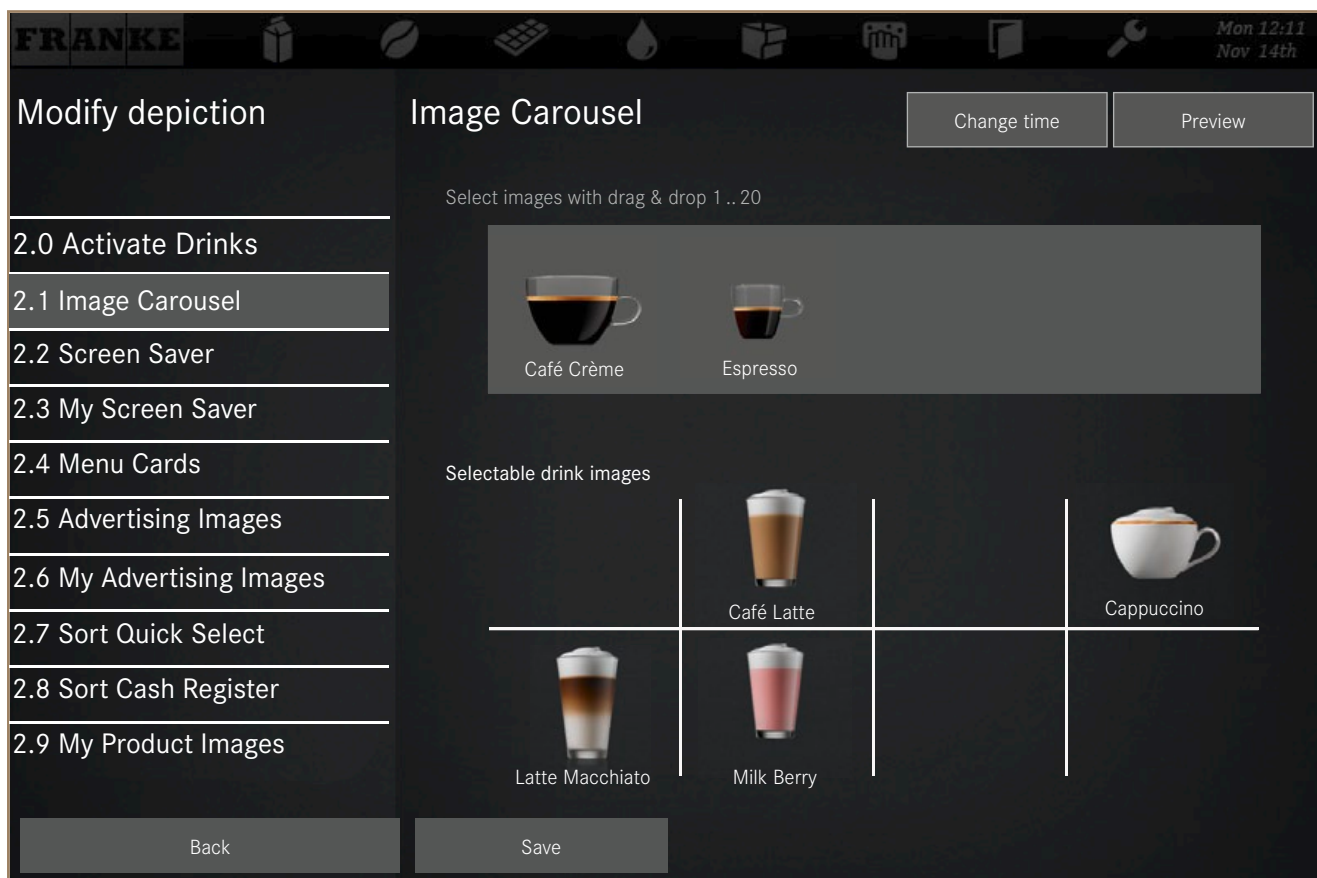 FRANKE
Mon 12:11
Nov 14th
Modify depiction
2.0 Activate Drinks
2.1 Image Carousel
2.2 Screen Saver
2.3 My Screen Saver
2.4 Menu Cards
2.5 Advertising Images
2.6 My Advertising Images
2.7 Sort Quick Select
2.8 Sort Cash Register
2.9 My Product Images
Back
Image Carousel
Change time
Preview
Select images with drag & drop 1 .. 20
Café Crème
Espresso
Selectable drink images
Café Latte
Cappuccino
Latte Macchiato
Milk Berry
Save